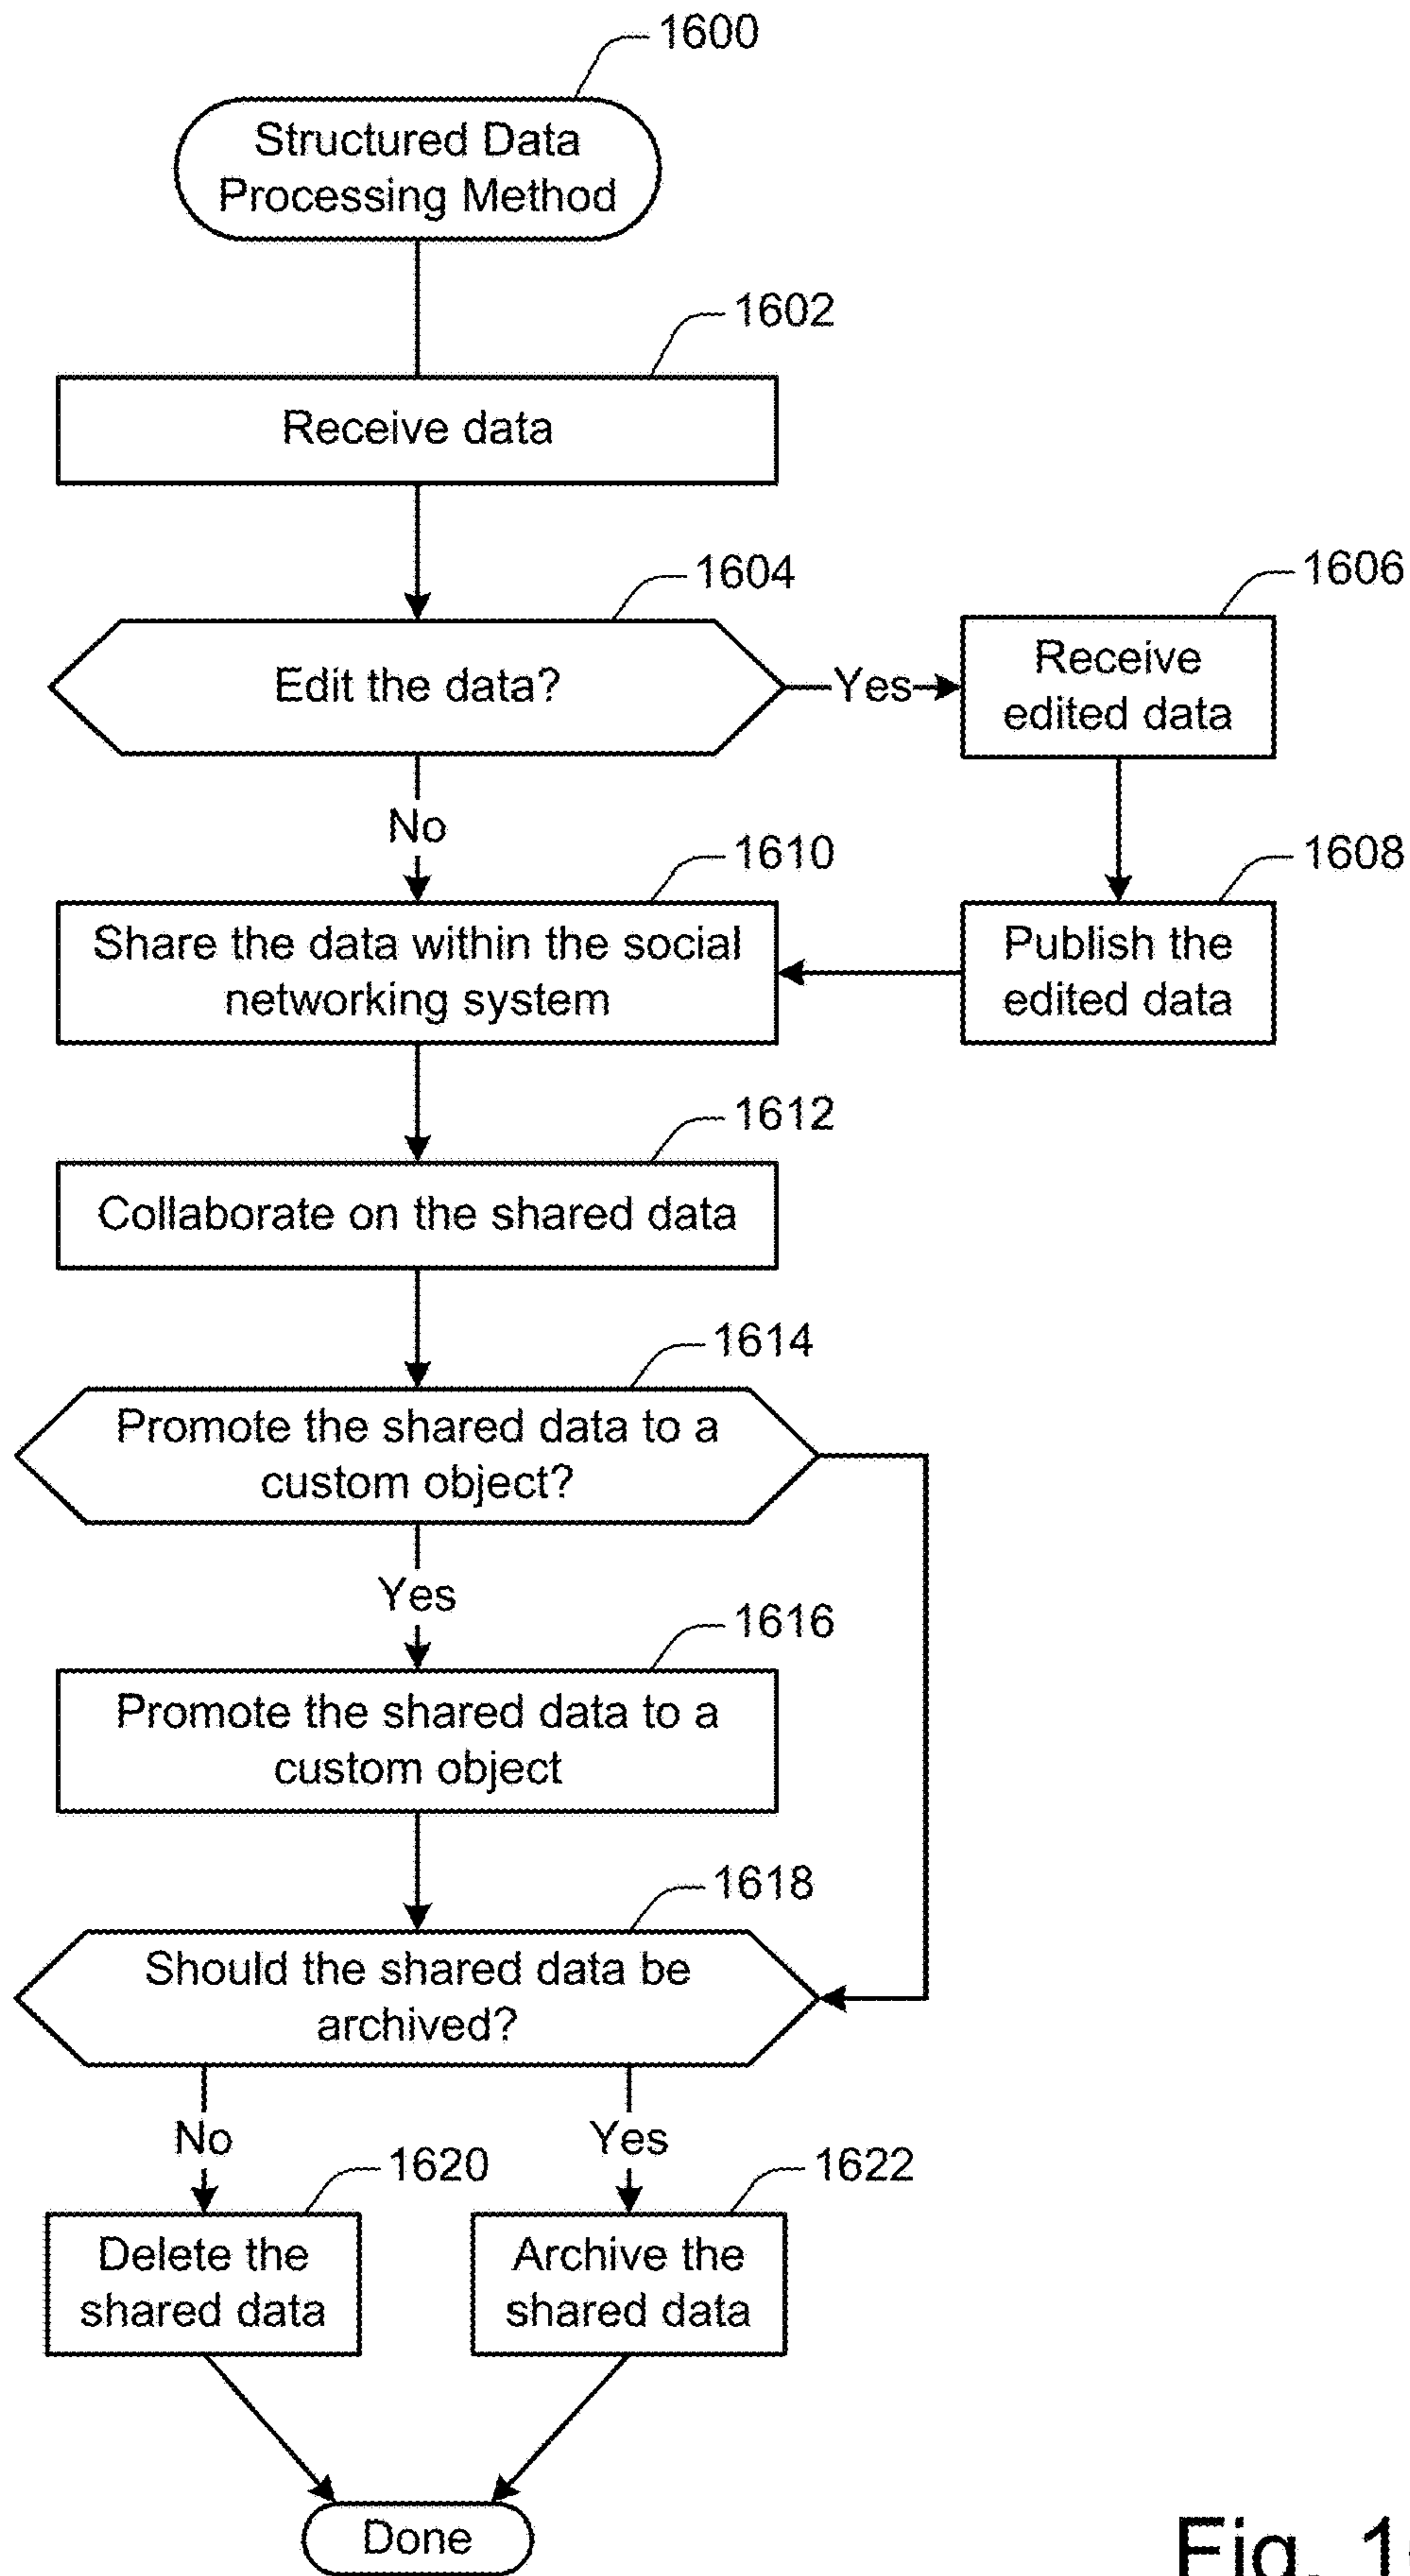 1600
Structured Data
Processing Method
1602
Receive data
1604
Edit the data?
Yes
1606
Receive
edited data
No
1610
Share the data within the social
networking system
1608
Publish the
edited data
1612
Collaborate on the shared data
1614
Promote the shared data to a
custom object?
Yes
1616
Promote the shared data to a
custom object
1618
Should the shared data be
archived?
No
Yes
1620
Delete the
shared data
1622
Archive the
shared data
Done
Fig.